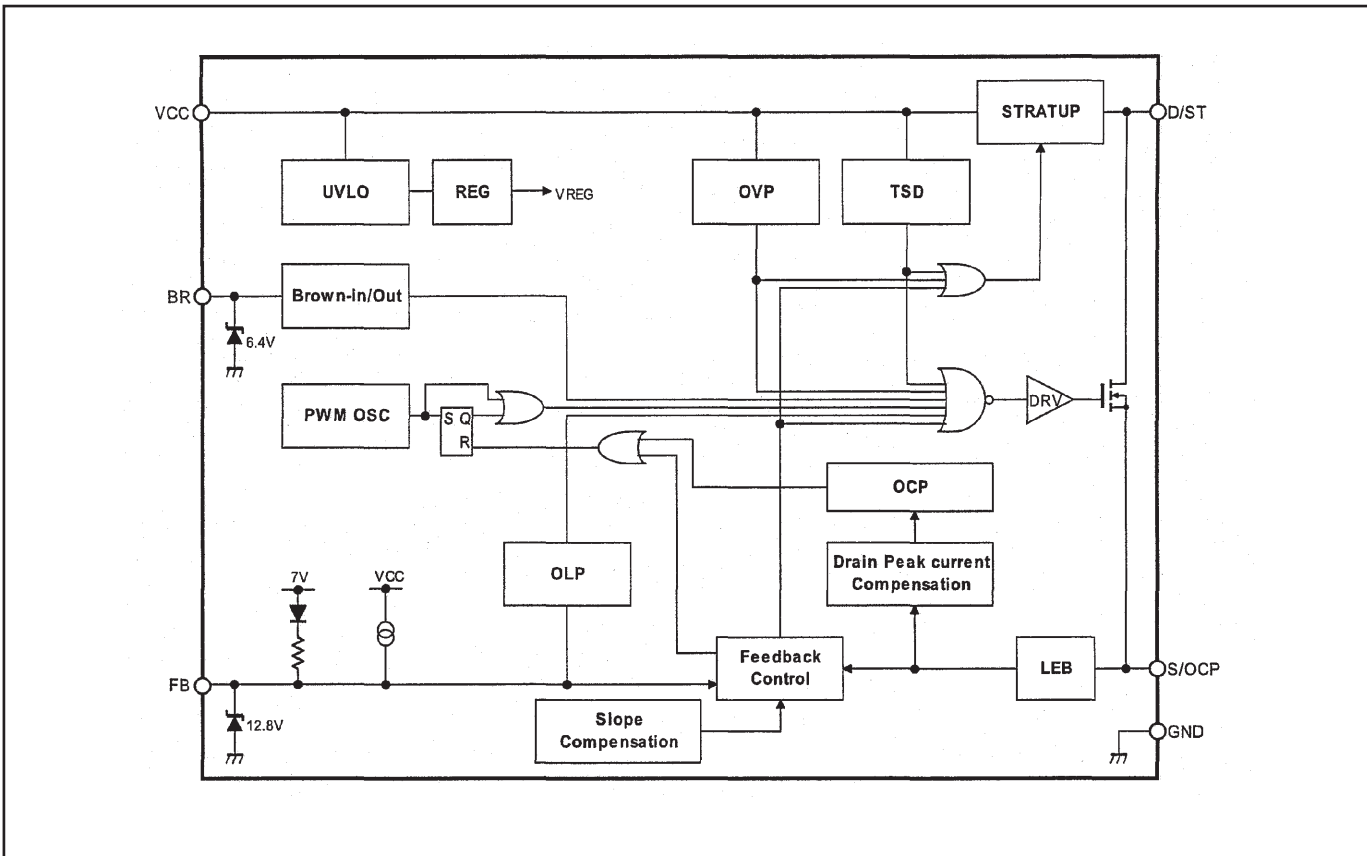 VCC
STRATUP
D/ST
UVLO
REG
VREG
OVP
TSD
BR
Brown-in/Out
6.4V
PWM OSC
S Q
R
DRV
OCP
OLP
Drain Peak current
Compensation
7V
VCC
FB
12.8V
Feedback
Control
LEB
S/OCP
Slope
Compensation
GND